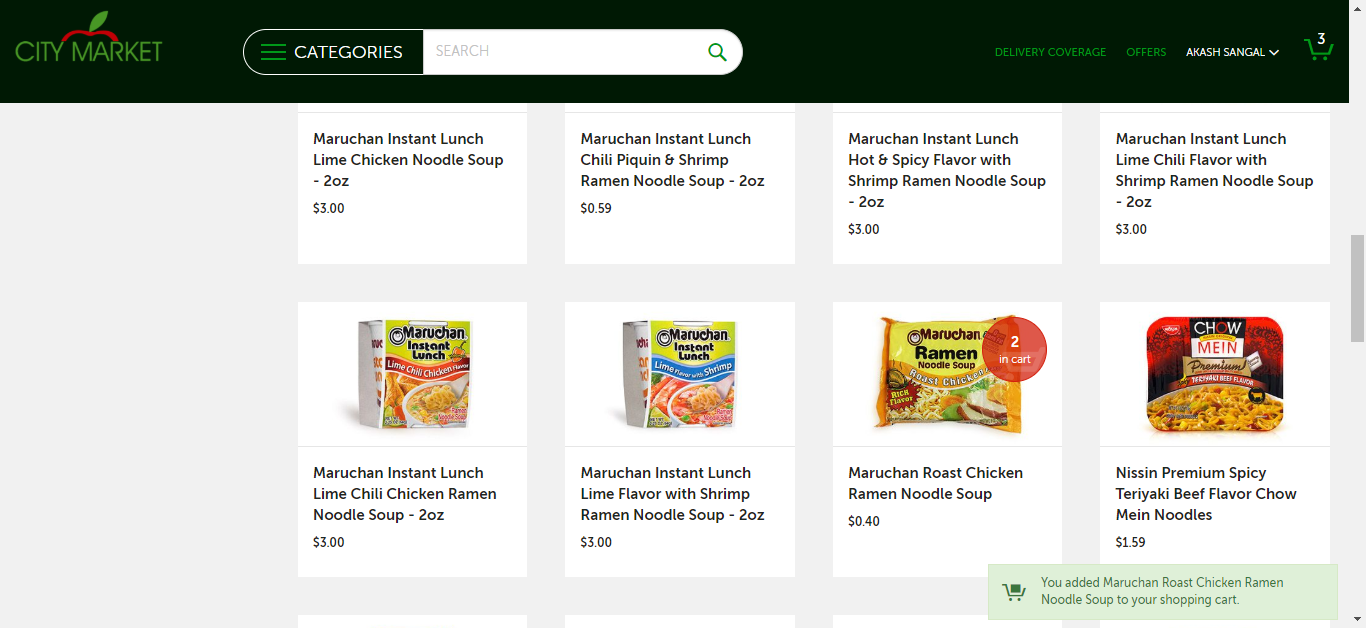 CITY MARKET
CATEGORIES
SEARCH
DELIVERY COVERAGE
OFFERS
AKASH SANGAL
3
Maruchan Instant Lunch
Lime Chicken Noodle Soup
- 2oz
$3.00
Maruchan Instant Lunch
Chili Piquin & Shrimp
Ramen Noodle Soup - 2oz
$0.59
Maruchan Instant Lunch
Hot & Spicy Flavor with
Shrimp Ramen Noodle Soup
- 2oz
$3.00
Maruchan Instant Lunch
Lime Chili Flavor with
Shrimp Ramen Noodle Soup
- 2oz
$3.00
Maruchan
Instant
Lunch
Lime Chili Chicken Flavor
Ramen
Noodle Soup
Maruchan Instant Lunch
Lime Chili Chicken Ramen
Noodle Soup - 2oz
$3.00
Maruchan
Instant
Lunch
Lime Flavor with Shrimp
Ramen
Noodle Soup
Maruchan Instant Lunch
Lime Flavor with Shrimp
Ramen Noodle Soup - 2oz
$3.00
Maruchan
Ramen
Noodle Soup
Roast Chicken
RICH
Flavor
2
in cart
Maruchan Roast Chicken
Ramen Noodle Soup
$0.40
CHOW
MEIN
Premium
TERIYAKI BEEF FLAVOR
Nissin Premium Spicy
Teriyaki Beef Flavor Chow
Mein Noodles
$1.59
You added Maruchan Roast Chicken Ramen
Noodle Soup to your shopping cart.